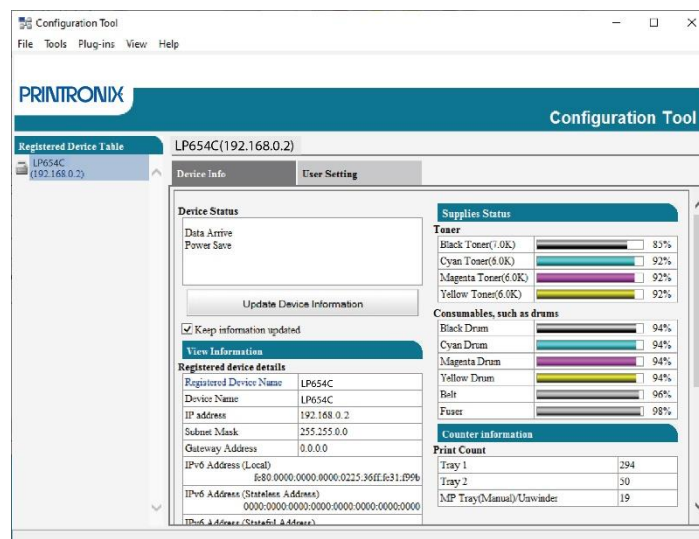 Configuration Tool
File Tools Plug-ins View Help
PRINTRONIX
Configuration Tool
Registered Device Table
LP654C
(192.168.0.2)
LP654C(192.168.0.2)
Device Info
User Setting
Device Status
Data Arrive
Power Save
Update Device Information
Keep information updated
View Information
Registered device details
Registered Device Name LP654C
Device Name LP654C
IP address 192.168.0.2
Subnet Mask 255.255.0.0
Gateway Address 0.0.0.0
IPv6 Address (Local)
fe80:0000:0000:0000:0225:36ff:fe31:f99b
IPv6 Address (Stateless Address)
0000:0000:0000:0000:0000:0000:0000:0000
IPv6 Address (Stateful Address)
Supplies Status
Toner
Black Toner(7.0K) 85%
Cyan Toner(6.0K) 92%
Magenta Toner(6.0K) 92%
Yellow Toner(6.0K) 92%
Consumables, such as drums
Black Drum 94%
Cyan Drum 94%
Magenta Drum 94%
Yellow Drum 94%
Belt 96%
Fuser 98%
Counter information
Print Count
Tray 1 294
Tray 2 50
MP Tray(Manual)/Unwinder 19